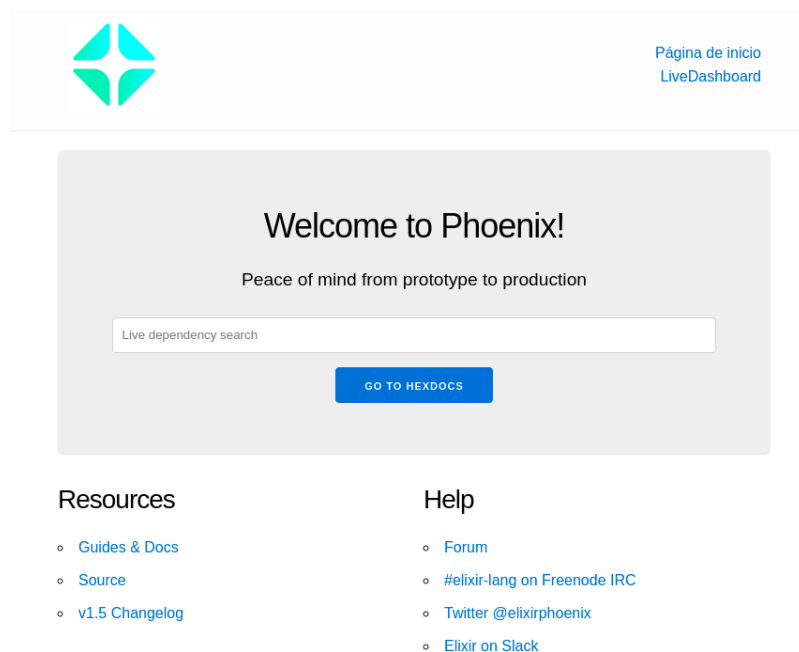 Página de inicio
LiveDashboard
Welcome to Phoenix!
Peace of mind from prototype to production
Live dependency search
GO TO HEXDOCS
Resources
Guides & Docs
Source
v1.5 Changelog
Help
Forum
#elixir-lang on Freenode IRC
Twitter @elixirphoenix
Elixir on Slack